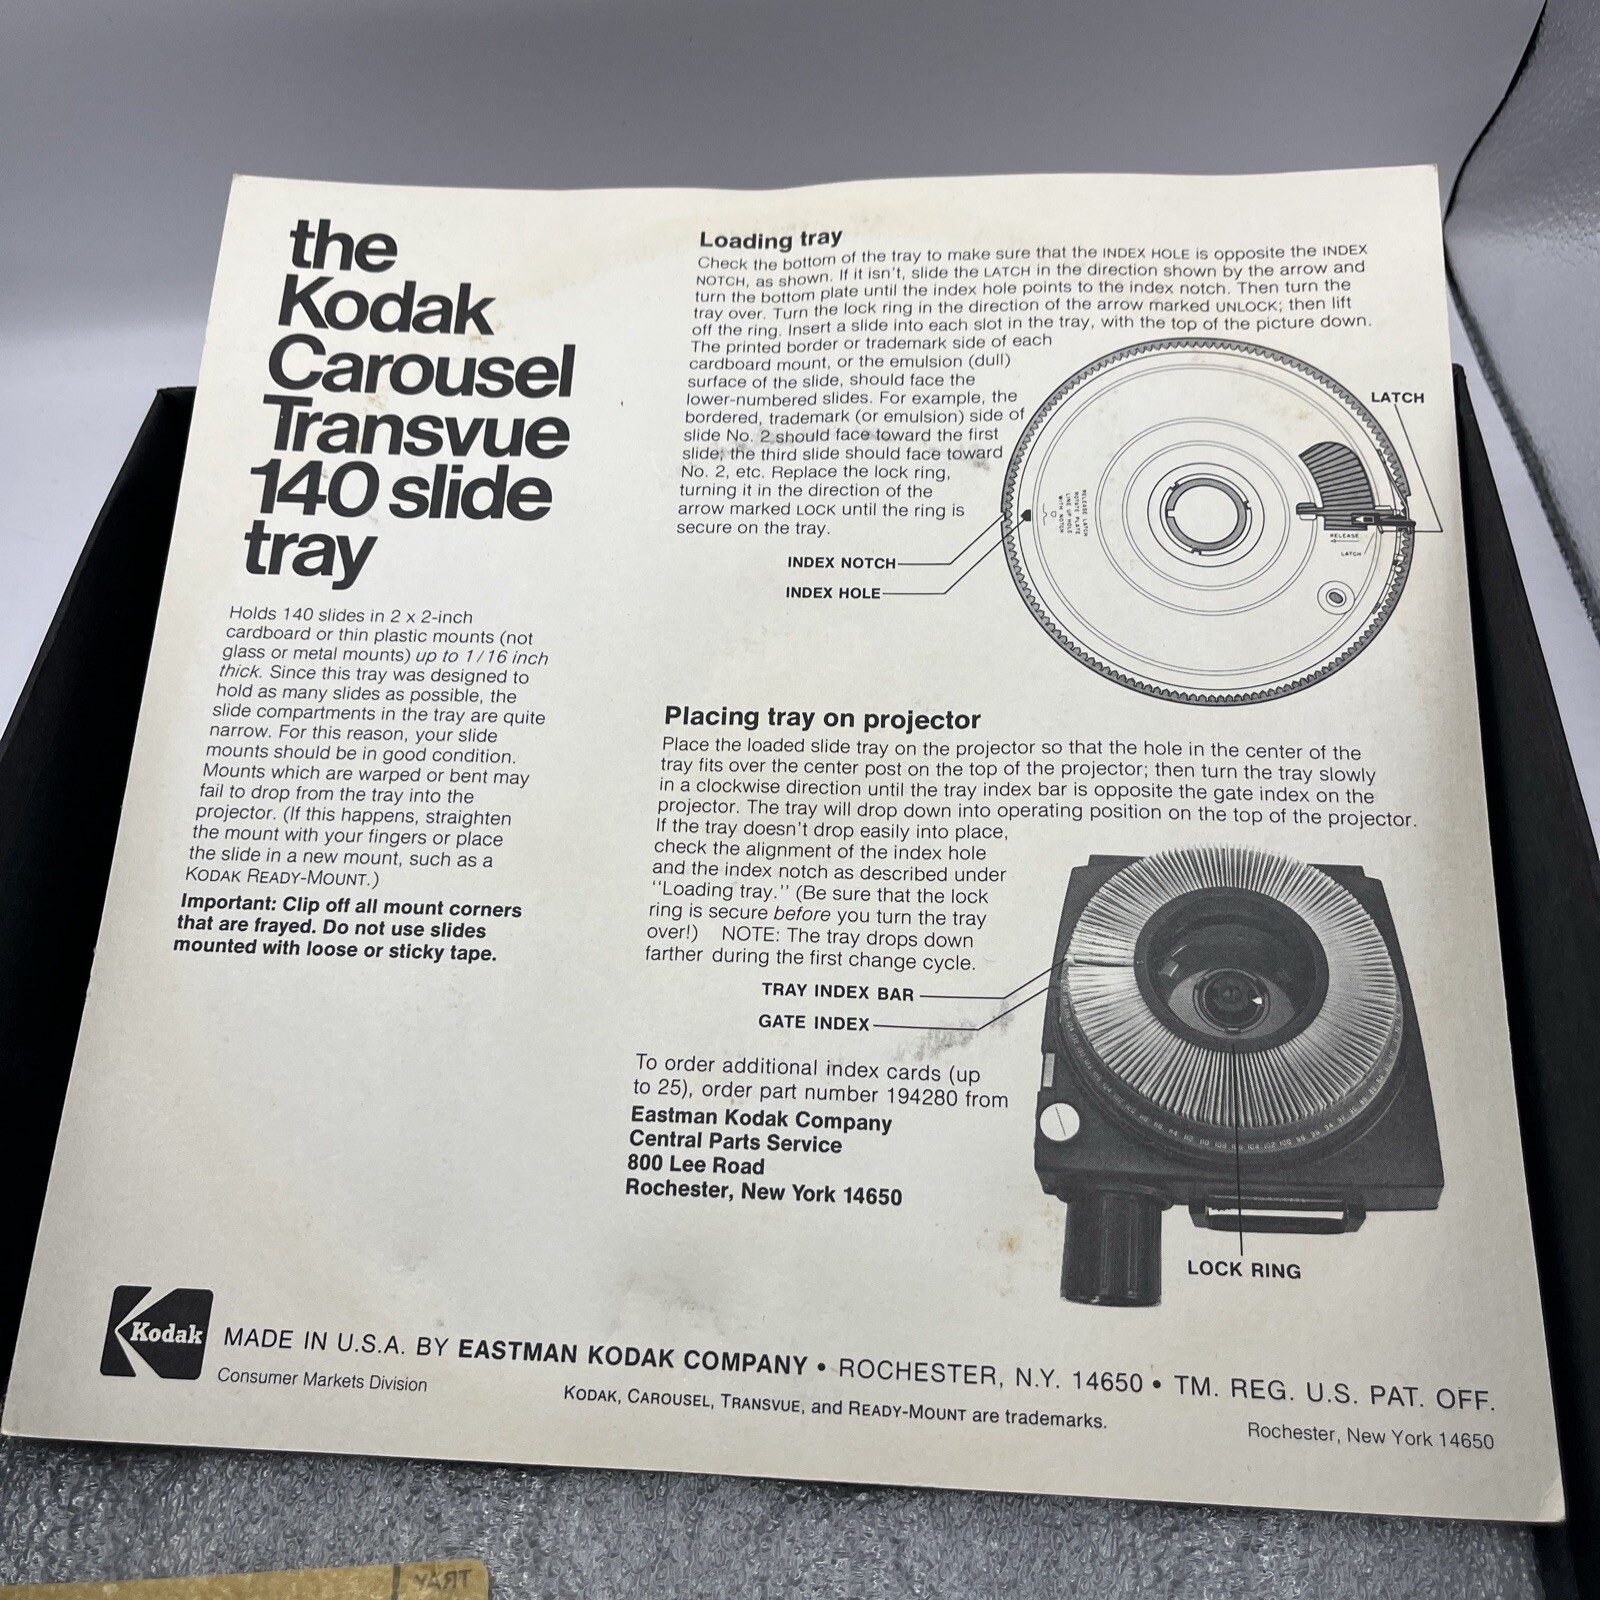 the
Kodak
Carousel
Transvue
140 slide
tray
Holds 140 slides in 2 x 2-inch
cardboard or thin plastic mounts (not
glass or metal mounts) up to 1/16 inch
thick. Since this tray was designed to
hold as many slides as possible, the
slide compartments in the tray are quite
narrow. For this reason, your slide
mounts should be in good condition.
Mounts which are warped or bent may
fail to drop from the tray into the
projector. (If this happens, straighten
the mount with your fingers or place
the slide in a new mount, such as a
KODAK READY-MOUNT.)
Important: Clip off all mount corners
that are frayed. Do not use slides
mounted with loose or sticky tape.
Loading tray
Check the bottom of the tray to make sure that the INDEX HOLE is opposite the INDEX
NOTCH, as shown. If it isn't, slide the LATCH in the direction shown by the arrow and
turn the bottom plate until the index hole points to the index notch. Then turn the
tray over. Turn the lock ring in the direction of the arrow marked UNLOCK; then lift
off the ring. Insert a slide into each slot in the tray, with the top of the picture down.
The printed border or trademark side of each
cardboard mount, or the emulsion (dull)
surface of the slide, should face the
lower-numbered slides. For example, the
bordered, trademark (or emulsion) side of
slide No. 2 should face toward the first
slide; the third slide should face toward
No. 2, etc. Replace the lock ring,
turning it in the direction of the
arrow marked LOCK until the ring is
secure on the tray.
LATCH
RELEASE LATCH
ROTATE PLATE
LINE UP HOLE
WITH NOTCH
RELEASE
LATCH
INDEX NOTCH
INDEX HOLE
Placing tray on projector
Place the loaded slide tray on the projector so that the hole in the center of the
tray fits over the center post on the top of the projector; then turn the tray slowly
in a clockwise direction until the tray index bar is opposite the gate index on the
projector. The tray will drop down into operating position on the top of the projector.
If the tray doesn't drop easily into place,
check the alignment of the index hole
and the index notch as described under
"Loading tray." (Be sure that the lock
ring is secure before you turn the tray
over!) NOTE: The tray drops down
farther during the first change cycle.
TRAY INDEX BAR
GATE INDEX
LOCK RING
To order additional index cards (up
to 25), order part number 194280 from
Eastman Kodak Company
Central Parts Service
800 Lee Road
Rochester, New York 14650
Kodak
MADE IN U.S.A. BY EASTMAN KODAK COMPANY • ROCHESTER, N.Y. 14650 • TM. REG. U.S. PAT. OFF.
Consumer Markets Division
KODAK, CAROUSEL, TRANSVUE, and READY-MOUNT are trademarks.
Rochester, New York 14650
TRAY